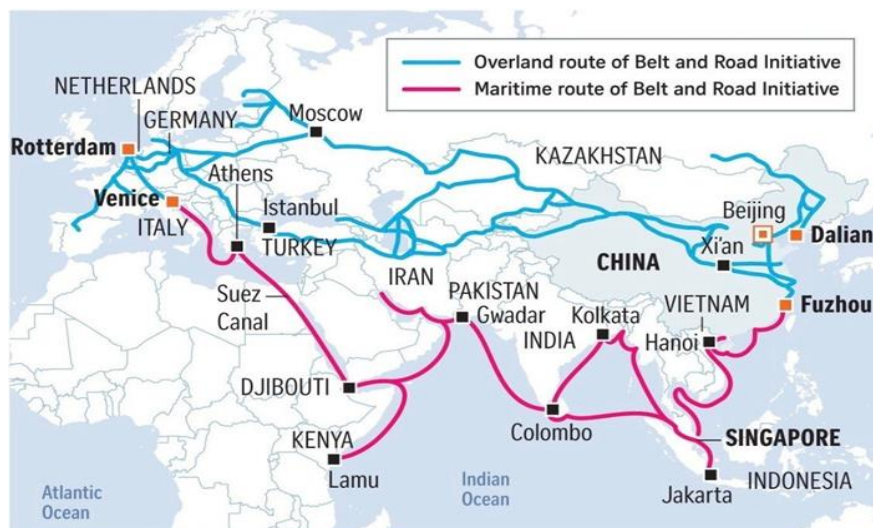 Overland route of Belt and Road Initiative
Maritime route of Belt and Road Initiative
NETHERLANDS
GERMANY
Moscow
Rotterdam
KAZAKHSTAN
Athens
Venice
Istanbul
Beijing
ITALY
TURKEY
Xi'an
Dalian
CHINA
IRAN
Suez
Canal
PAKISTAN
Gwadar
Kolkata
VIETNAM
Fuzhou
INDIA
Hanoi
DJIBOUTI
Colombo
SINGAPORE
KENYA
Lamu
Jakarta
INDONESIA
Atlantic
Ocean
Indian
Ocean